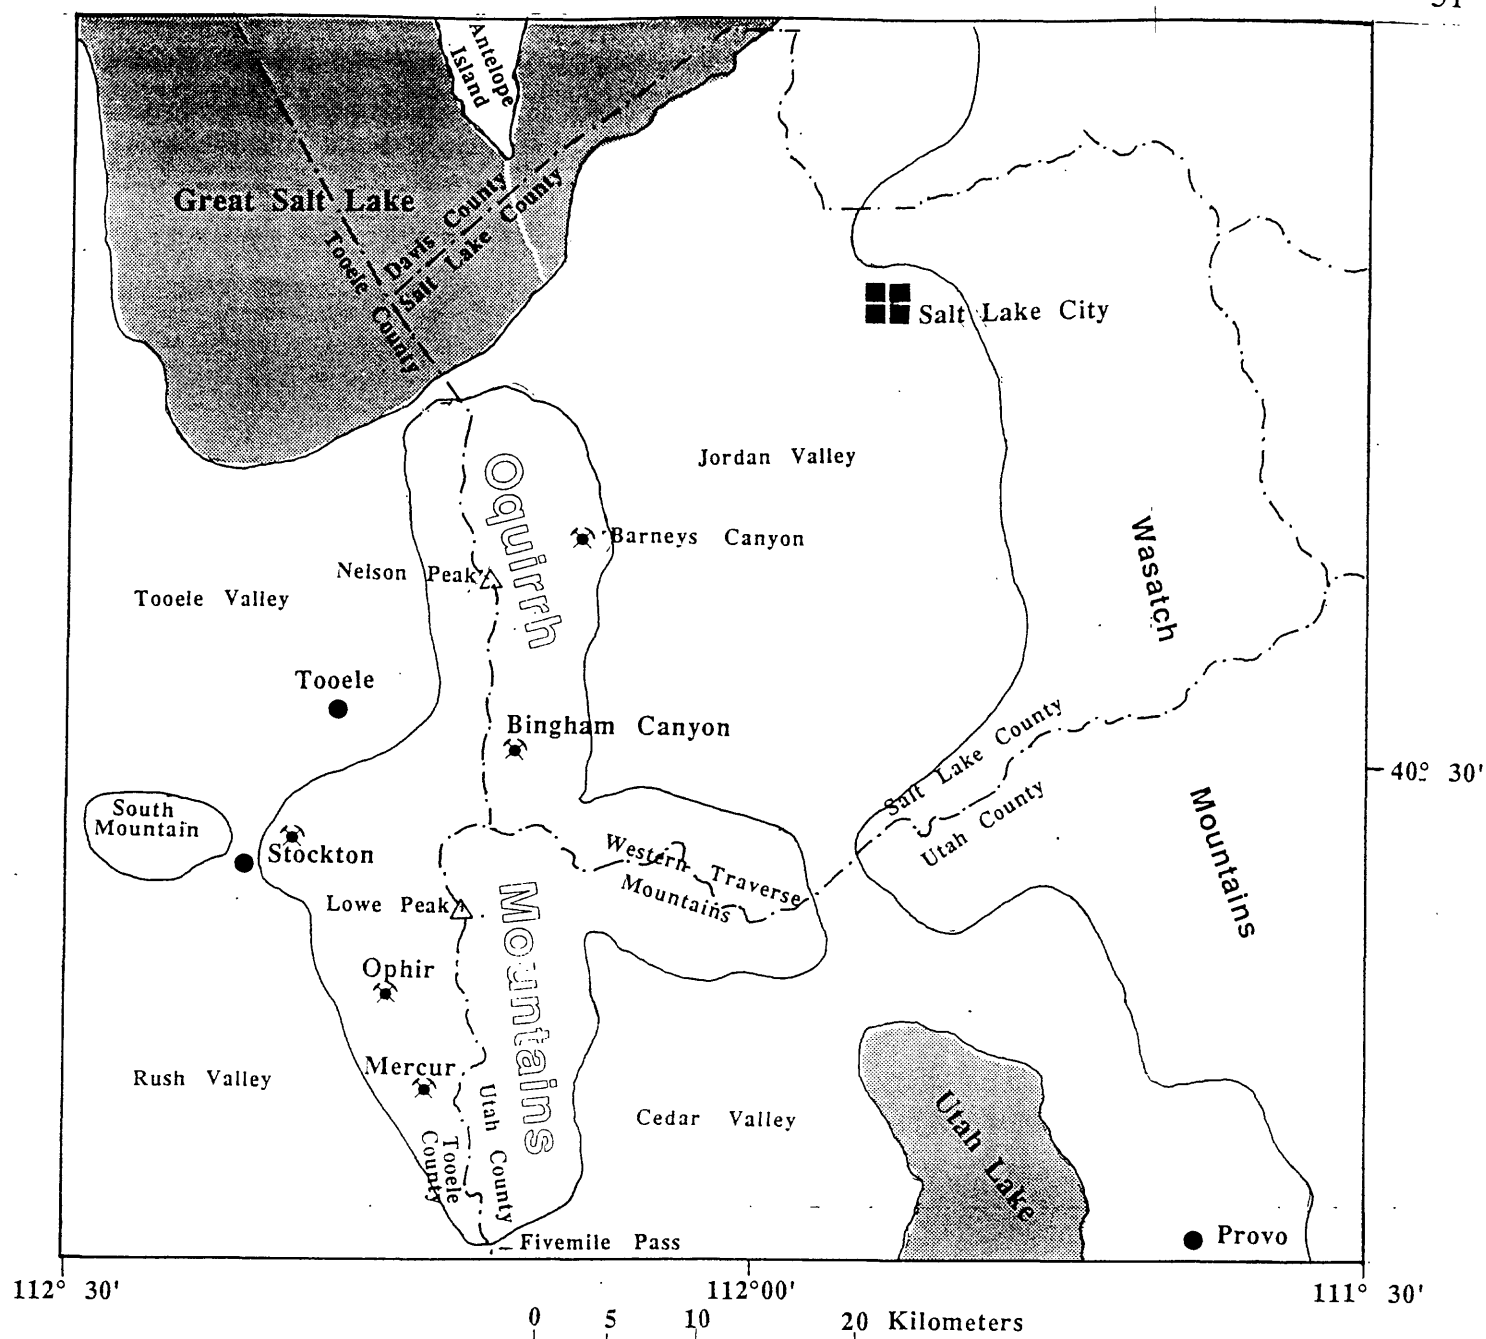 Antelope
Island
Great Salt Lake
Davis County
Salt Lake County
Tooele
County
Salt Lake City
Jordan Valley
Oquirrh
Barneys Canyon
Nelson Peak
Tooele Valley
Wasatch
Tooele
Bingham Canyon
Salt Lake County
Utah County
40° 30'
South
Mountain
Stockton
Western Traverse
Mountains
Mountains
Lowe Peak
Mountains
Ophir
Mercur
Rush Valley
Utah County
Tooele
County
Cedar Valley
Utah Lake
Provo
Fivemile Pass
112° 30'
112°00'
111° 30'
0 5 10 20 Kilometers